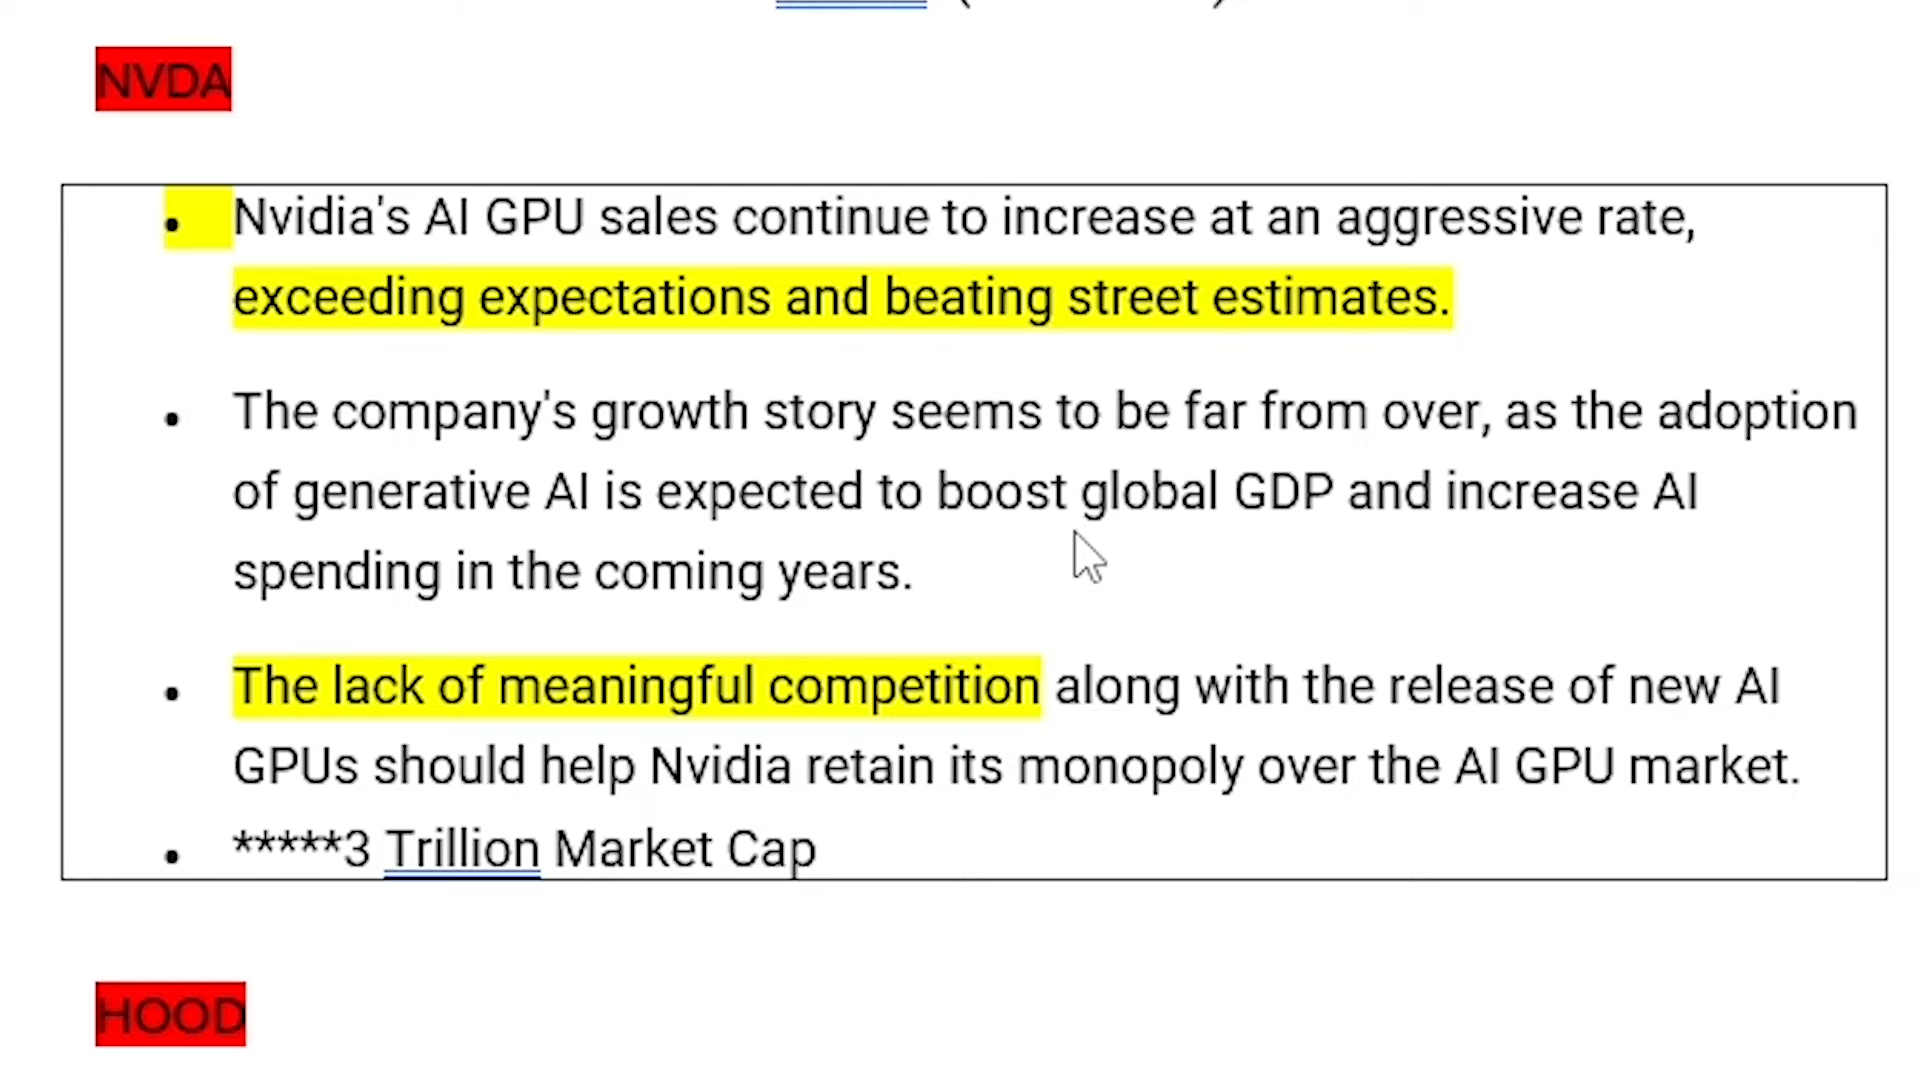 NVDA
• Nvidia's AI GPU sales continue to increase at an aggressive rate,
exceeding expectations and beating street estimates.
• The company's growth story seems to be far from over, as the adoption
of generative AI is expected to boost global GDP and increase AI
spending in the coming years.
• The lack of meaningful competition along with the release of new AI
GPUs should help Nvidia retain its monopoly over the AI GPU market.
• *****3 Trillion Market Cap
HOOD